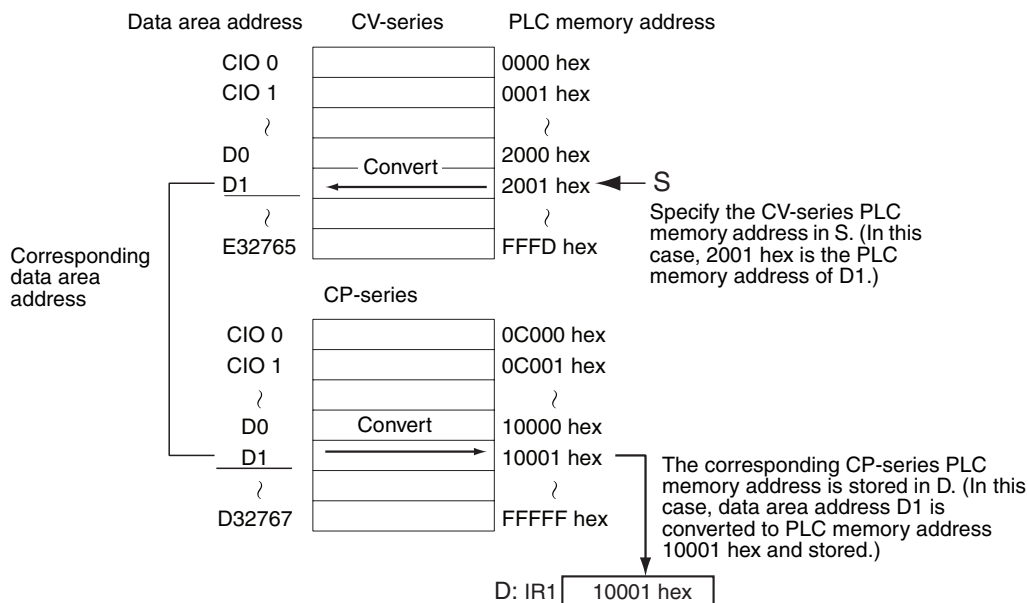 Data area address CV-series PLC memory address
CIO 0 0000 hex
CIO 1 0001 hex
~ ~
D0 Convert 2000 hex
D1 2001 hex S
~ ~
E32765 FFFD hex
Specify the CV-series PLC
memory address in S. (In this
case, 2001 hex is the PLC
memory address of D1.)
Corresponding
data area
address
CP-series
CIO 0 0C000 hex
CIO 1 0C001 hex
~ ~
D0 Convert 10000 hex
D1 10001 hex
~ ~
D32767 FFFFF hex
The corresponding CP-series PLC
memory address is stored in D. (In this
case, data area address D1 is
converted to PLC memory address
10001 hex and stored.)
D: IR1 10001 hex